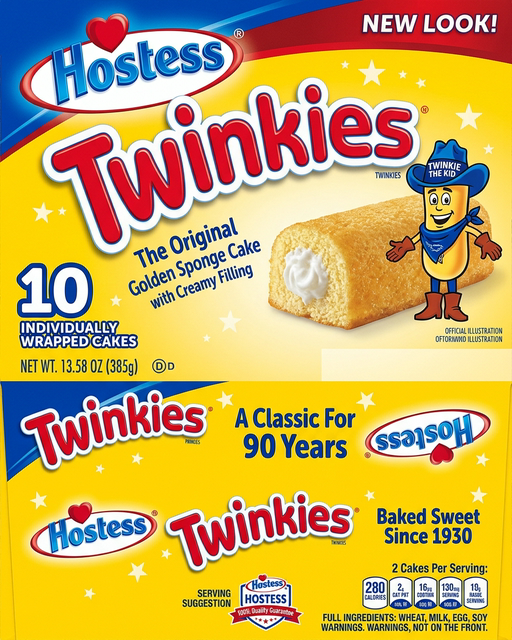 NEW LOOK!
Hostess®
Twinkies®
TWINKIES
TWINKIE
THE KID
The Original
Golden Sponge Cake
with Creamy Filling
10
INDIVIDUALLY
WRAPPED CAKES
NET WT. 13.58 OZ (385g) Ⓤ D
OFFICIAL ILLUSTRATION
OFTORMIND ILLUSTRATION
Twinkies®
A Classic For
90 Years
Hostess®
Hostess®
Twinkies®
Baked Sweet
Since 1930
2 Cakes Per Serving:
280
CALORIES
SERVING
SUGGESTION
Hostess
HOSTESS
100% Quality Guarantee
FULL INGREDIENTS: WHEAT, MILK, EGG, SOY
WARNINGS. WARNINGS, NOT ON THE FRONT.